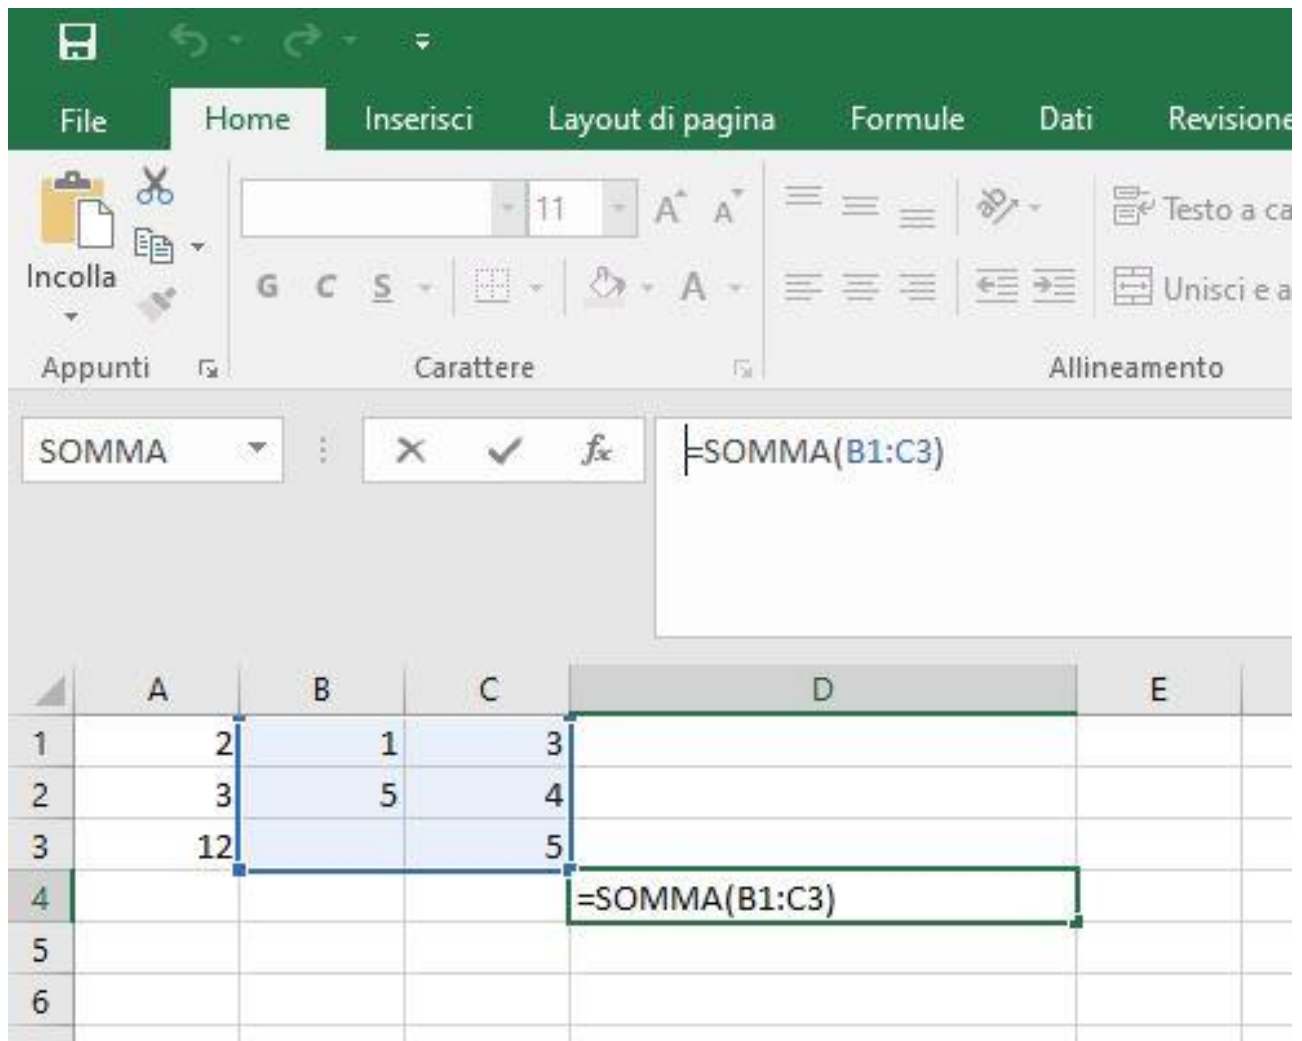 File Home Inserisci Layout di pagina Formule Dati Revisione
11 A A ab Testo a ca
Incolla G C S A Unisci e a
Appunti Carattere Allineamento
SOMMA fx =SOMMA(B1:C3)
A B C D E
1 2 1 3
2 3 5 4
3 12 5
4 =SOMMA(B1:C3)
5
6